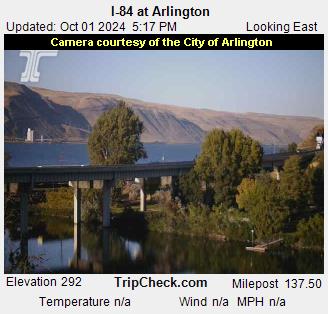 I-84 at Arlington
Updated: Oct 01 2024 5:17 PM Looking East
Camera courtesy of the City of Arlington
Elevation 292 TripCheck.com Milepost 137.50
Temperature n/a Wind n/a MPH n/a